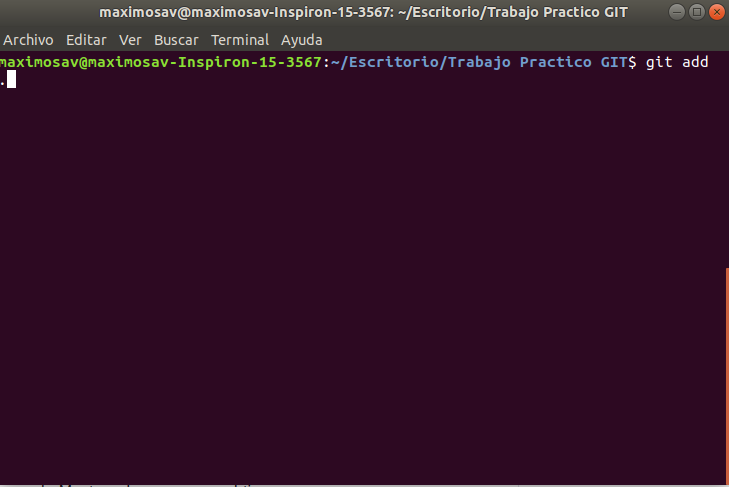 maximosav@maximosav-Inspiron-15-3567: ~/Escritorio/Trabajo Practico GIT
Archivo Editar Ver Buscar Terminal Ayuda
maximosav@maximosav-Inspiron-15-3567:~/Escritorio/Trabajo Practico GIT$ git add
.